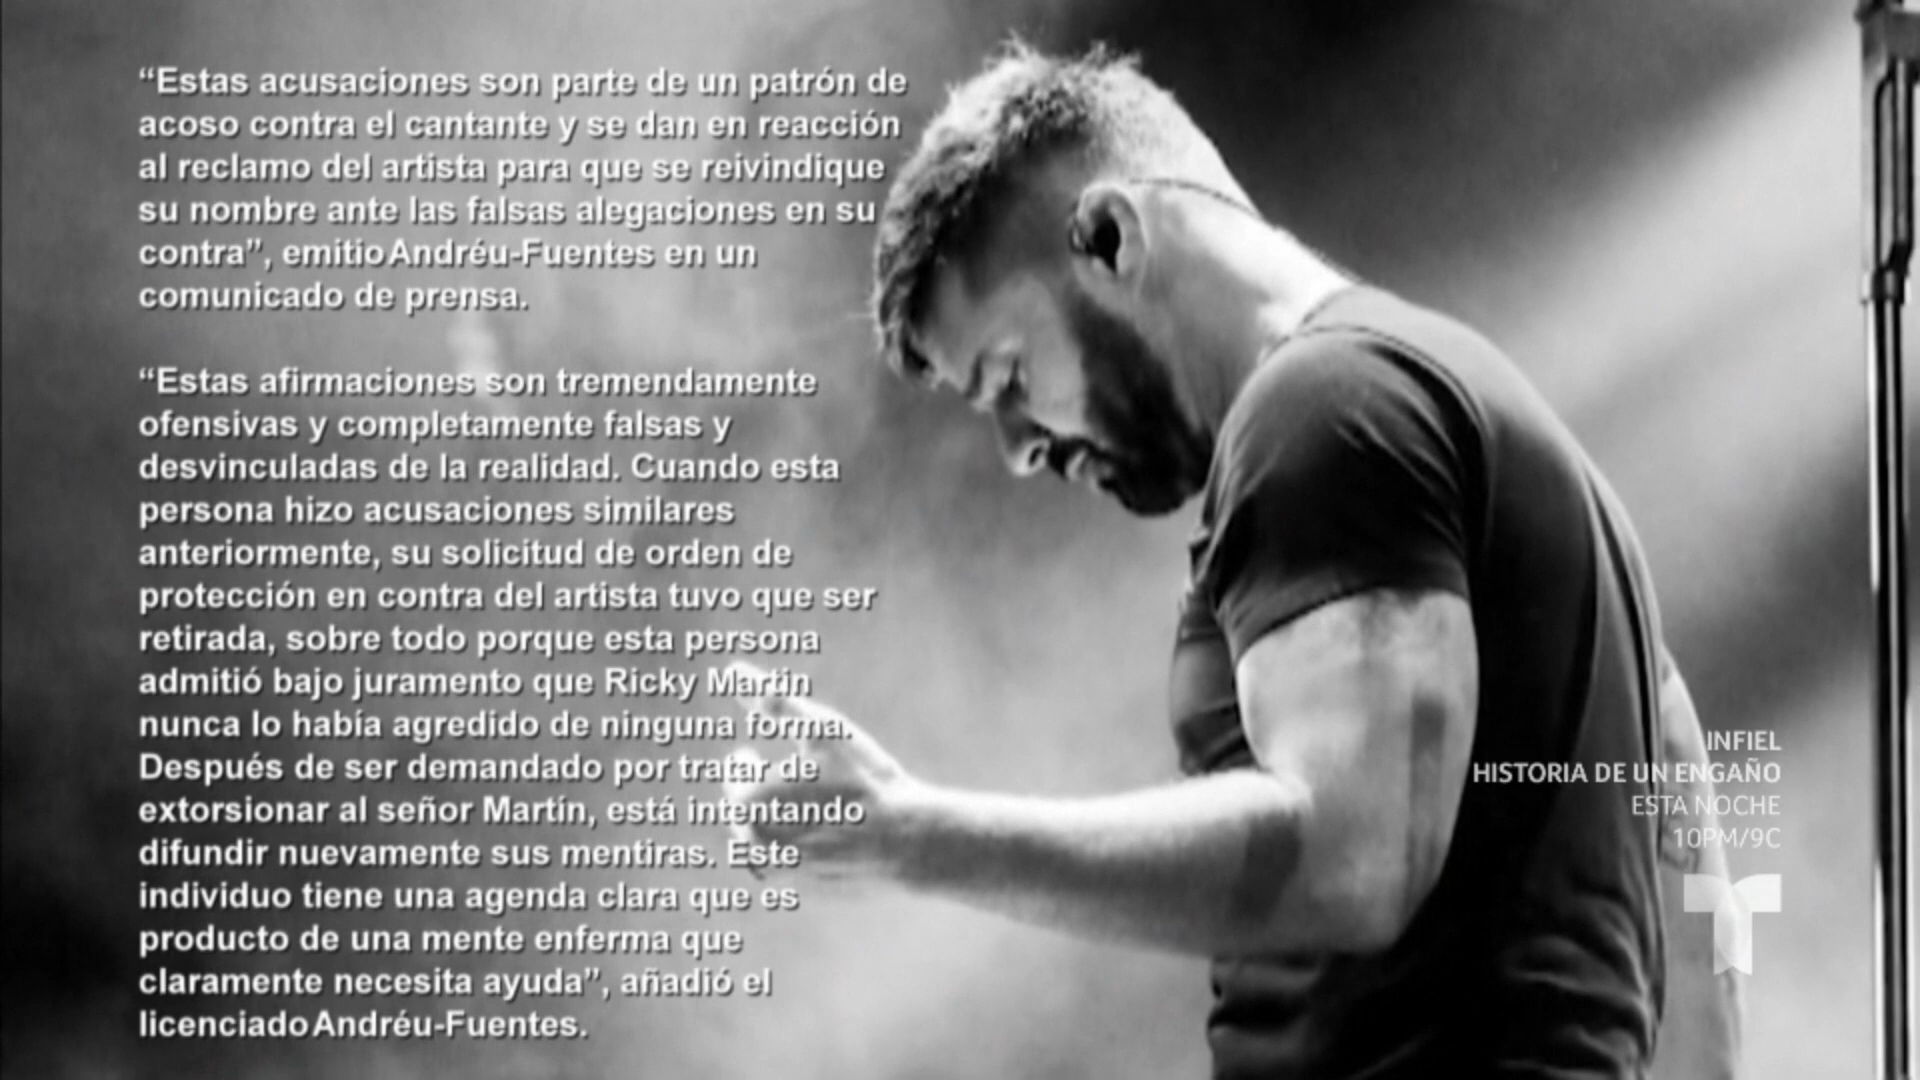 “Estas acusaciones son parte de un patrón de
acoso contra el cantante y se dan en reacción
al reclamo del artista para que se reivindique
su nombre ante las falsas alegaciones en su
contra”, emitio Andréu-Fuentes en un
comunicado de prensa.
“Estas afirmaciones son tremendamente
ofensivas y completamente falsas y
desvinculadas de la realidad. Cuando esta
persona hizo acusaciones similares
anteriormente, su solicitud de orden de
protección en contra del artista tuvo que ser
retirada, sobre todo porque esta persona
admitió bajo juramento que Ricky Martin
nunca lo había agredido de ninguna forma.
Después de ser demandado por tratar de
extorsionar al señor Martín, está intentando
difundir nuevamente sus mentiras. Este
individuo tiene una agenda clara que es
producto de una mente enferma que
claramente necesita ayuda”, añadió el
licenciado Andréu-Fuentes.
INFIEL
HISTORIA DE UN ENGAÑO
ESTA NOCHE
10PM/9C